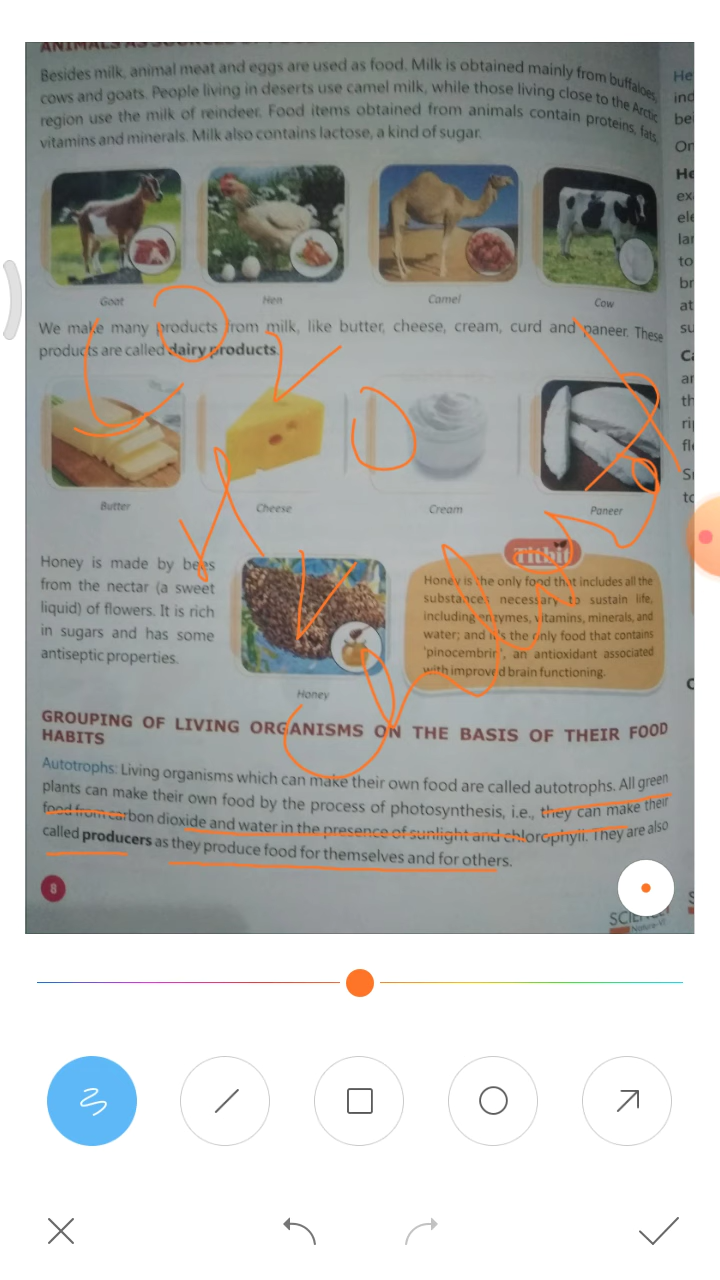 Besides milk, animal meat and eggs are used as food. Milk is obtained mainly from buffaloes,
cows and goats. People living in deserts use camel milk, while those living close to the Arctic
region use the milk of reindeer. Food items obtained from animals contain proteins, fats,
vitamins and minerals. Milk also contains lactose, a kind of sugar.
Goat
Hen
Camel
Cow
We make many products from milk, like butter, cheese, cream, curd and paneer. These
products are called dairy products.
Butter
Cheese
Cream
Paneer
Honey is made by bees
from the nectar (a sweet
liquid) of flowers. It is rich
in sugars and has some
antiseptic properties.
Honey
Titbit
Honey is the only food that includes all the
substances necessary to sustain life,
including enzymes, vitamins, minerals, and
water; and it's the only food that contains
'pinocembrin', an antioxidant associated
with improved brain functioning.
GROUPING OF LIVING ORGANISMS ON THE BASIS OF THEIR FOOD
HABITS
Autotrophs: Living organisms which can make their own food are called autotrophs. All green
plants can make their own food by the process of photosynthesis, i.e., they can make their
food from carbon dioxide and water in the presence of sunlight and chlorophyll. They are also
called producers as they produce food for themselves and for others.
8